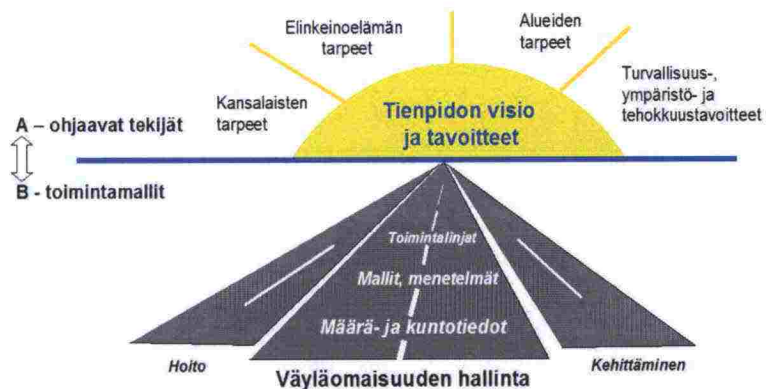 Elinkeinoelämän
tarpeet
Alueiden
tarpeet
Kansalaisten
tarpeet
Turvallisuus-,
ympäristö- ja
tehokkuustavoitteet
Tienpidon visio
ja tavoitteet
A – ohjaavat tekijät
B - toimintamallit
Toimintalinjat
Mallit, menetelmät
Määrä- ja kuntotiedot
Hoito
Kehittäminen
Väyläomaisuuden hallinta